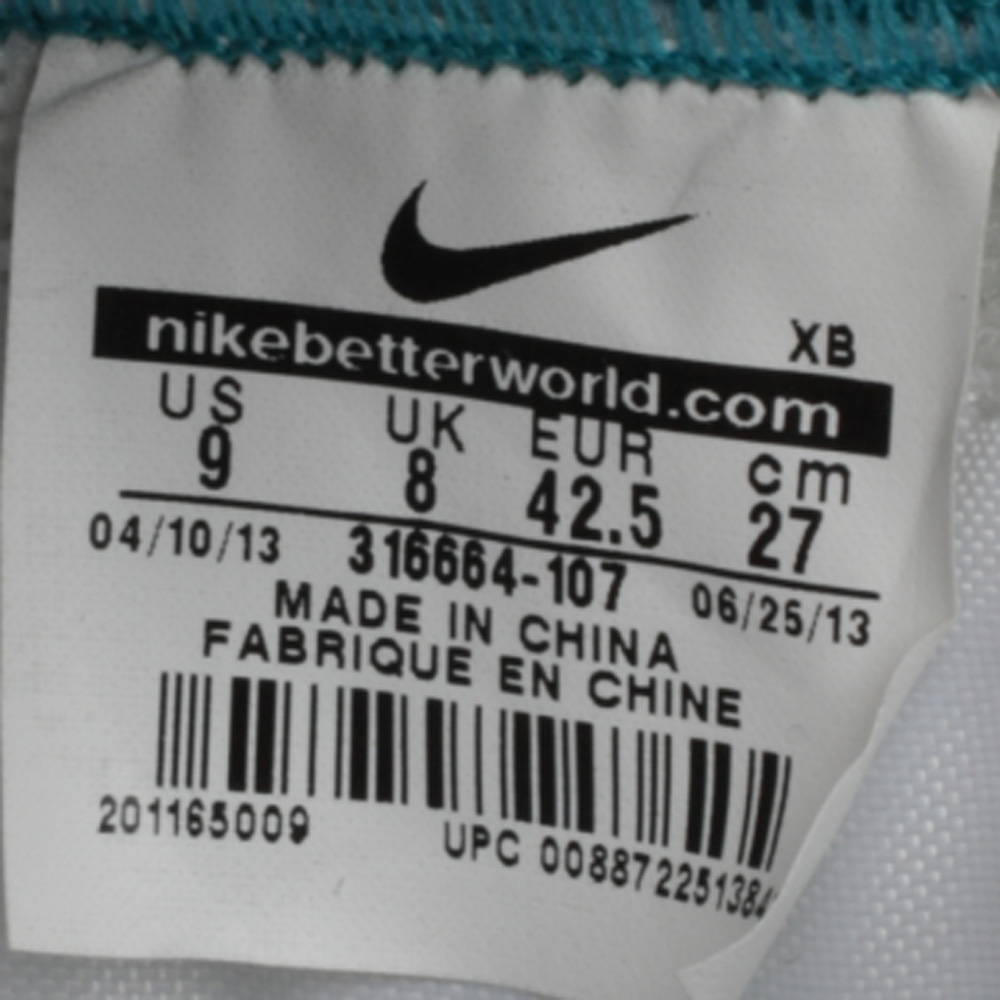 XB
nikebetterworld.com
US UK EUR cm
9 8 42.5 27
04/10/13 316664-107 06/25/13
MADE IN CHINA
FABRIQUE EN CHINE
201165009 UPC 008872251384